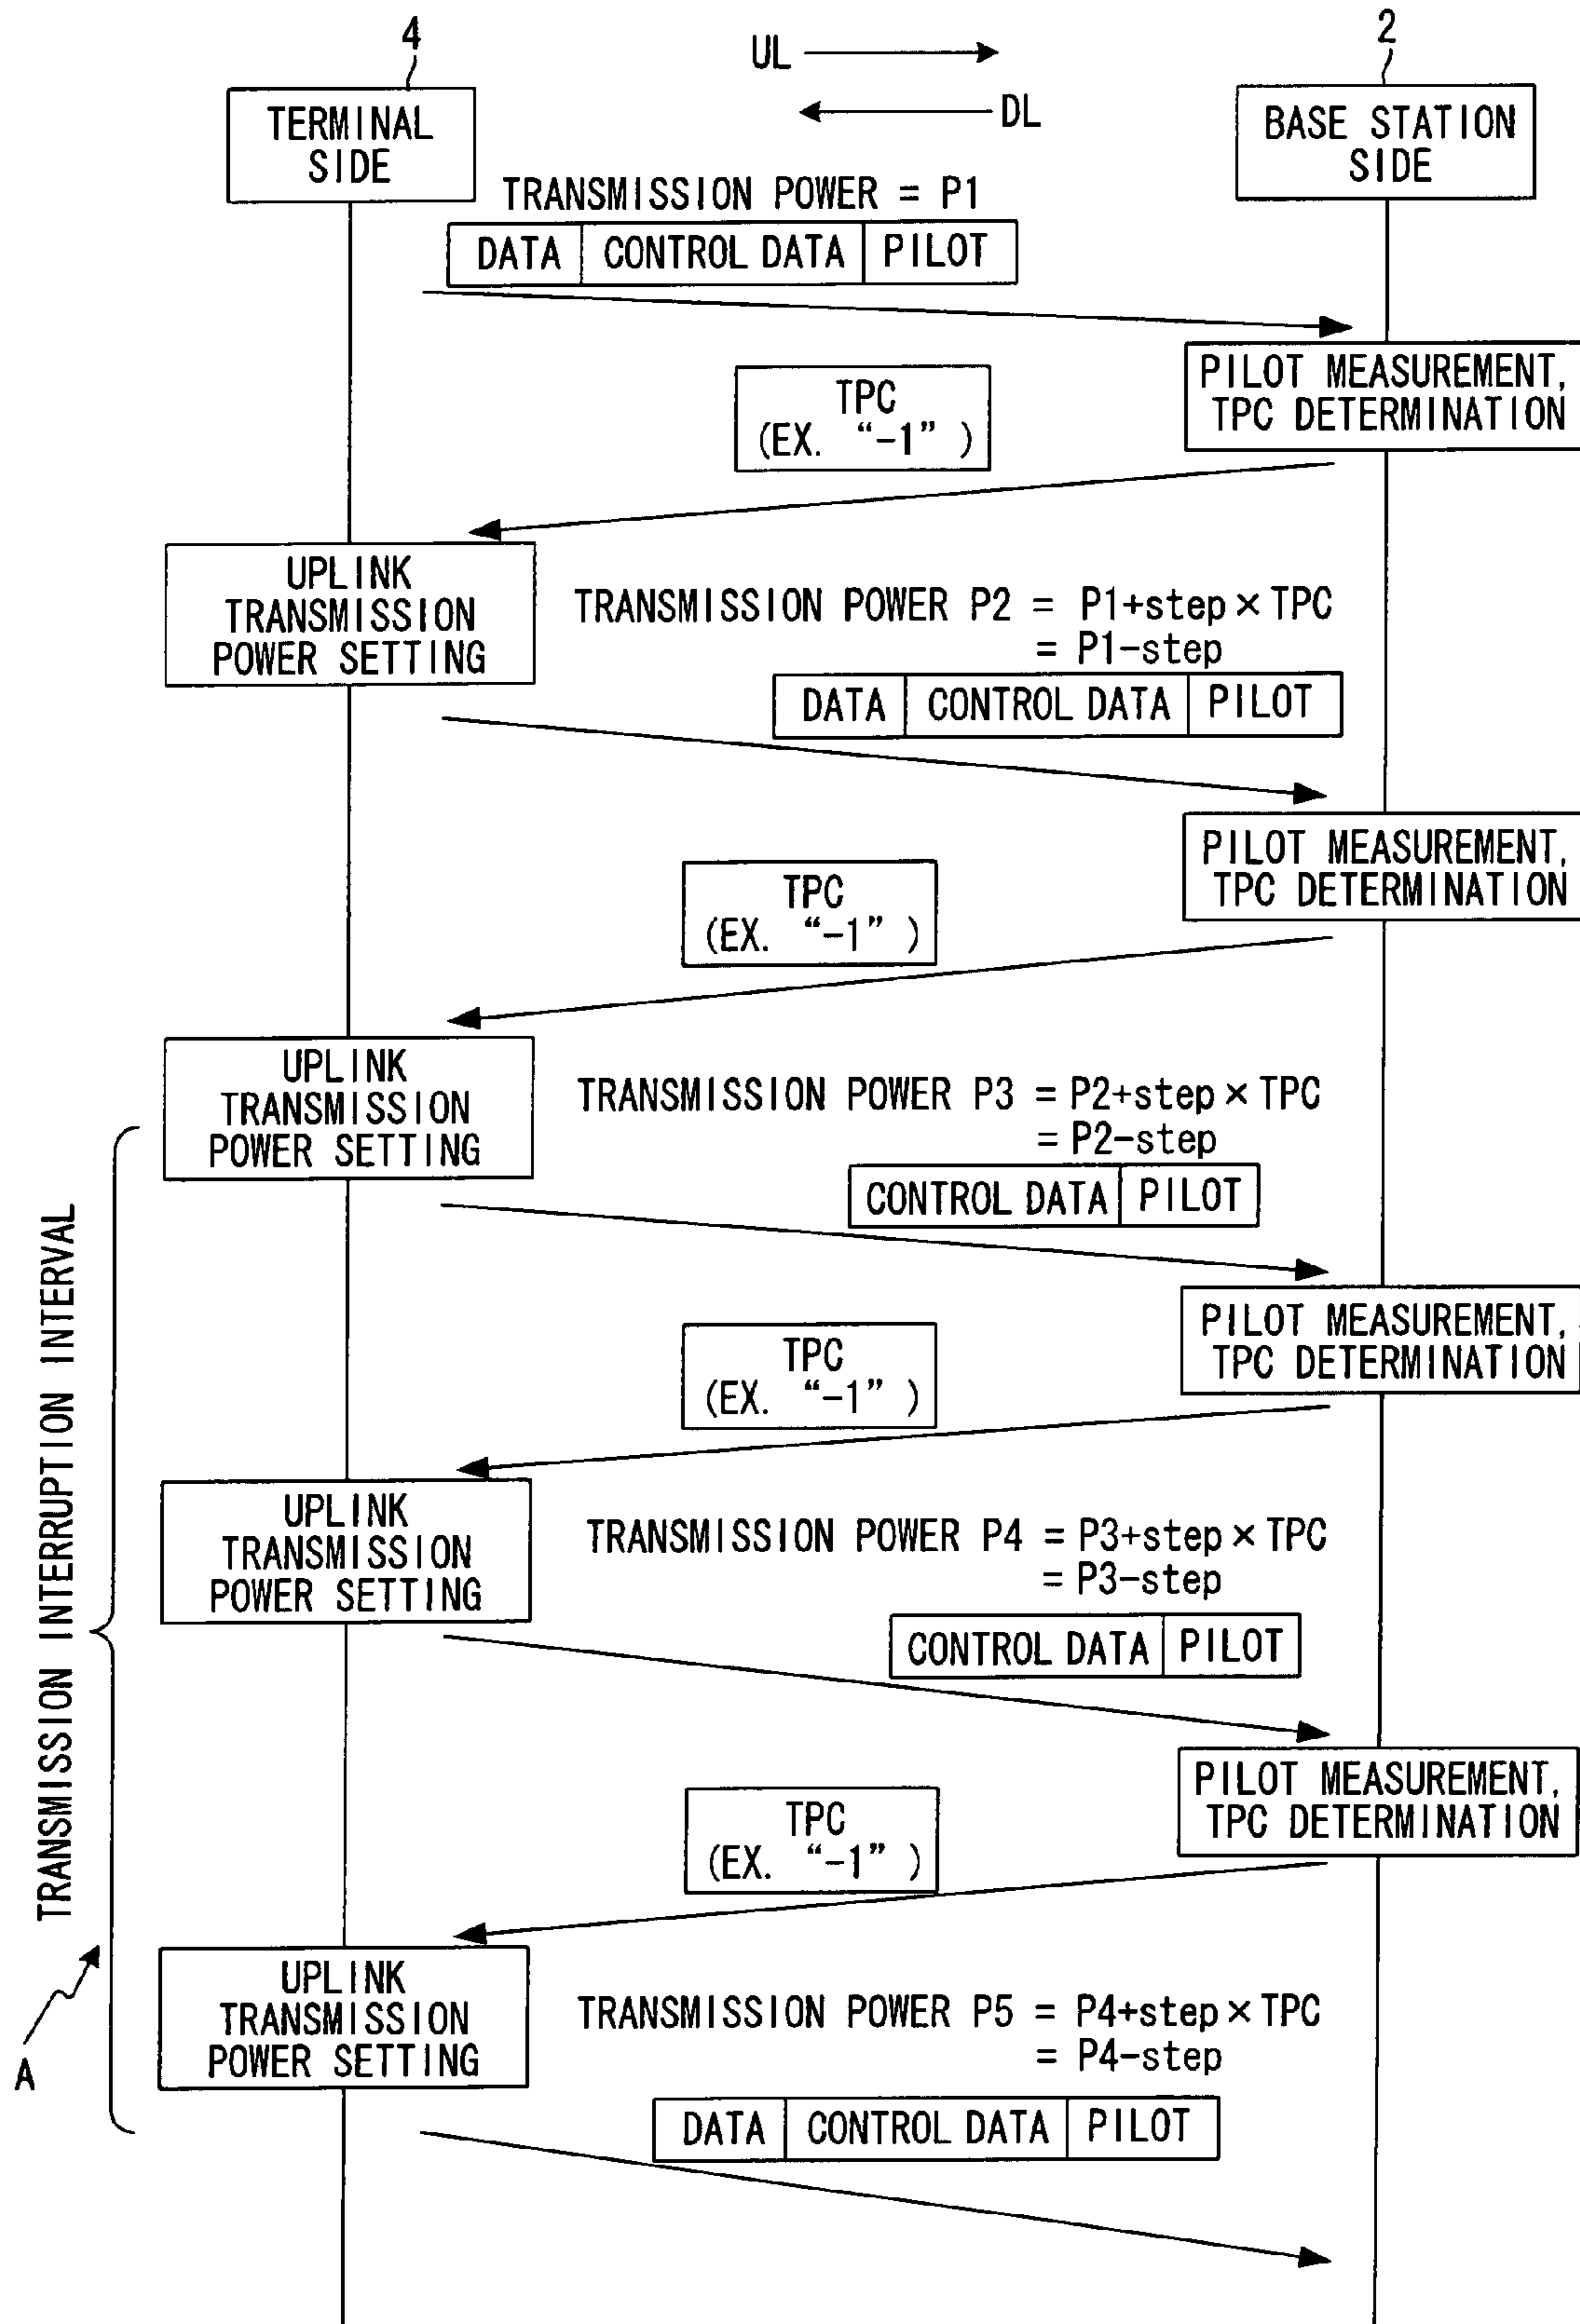 4
UL
2
DL
TERMINAL
SIDE
BASE STATION
SIDE
TRANSMISSION POWER = P1
DATA CONTROL DATA PILOT
PILOT MEASUREMENT,
TPC DETERMINATION
TPC
(EX. “-1” )
UPLINK
TRANSMISSION
POWER SETTING
TRANSMISSION POWER P2 = P1+step×TPC
= P1-step
DATA CONTROL DATA PILOT
PILOT MEASUREMENT,
TPC DETERMINATION
TPC
(EX. “-1” )
UPLINK
TRANSMISSION
POWER SETTING
TRANSMISSION POWER P3 = P2+step×TPC
= P2-step
CONTROL DATA PILOT
TRANSMISSION INTERRUPTION INTERVAL
PILOT MEASUREMENT,
TPC DETERMINATION
TPC
(EX. “-1” )
UPLINK
TRANSMISSION
POWER SETTING
TRANSMISSION POWER P4 = P3+step×TPC
= P3-step
CONTROL DATA PILOT
PILOT MEASUREMENT,
TPC DETERMINATION
TPC
(EX. “-1” )
UPLINK
TRANSMISSION
POWER SETTING
TRANSMISSION POWER P5 = P4+step×TPC
= P4-step
A
DATA CONTROL DATA PILOT